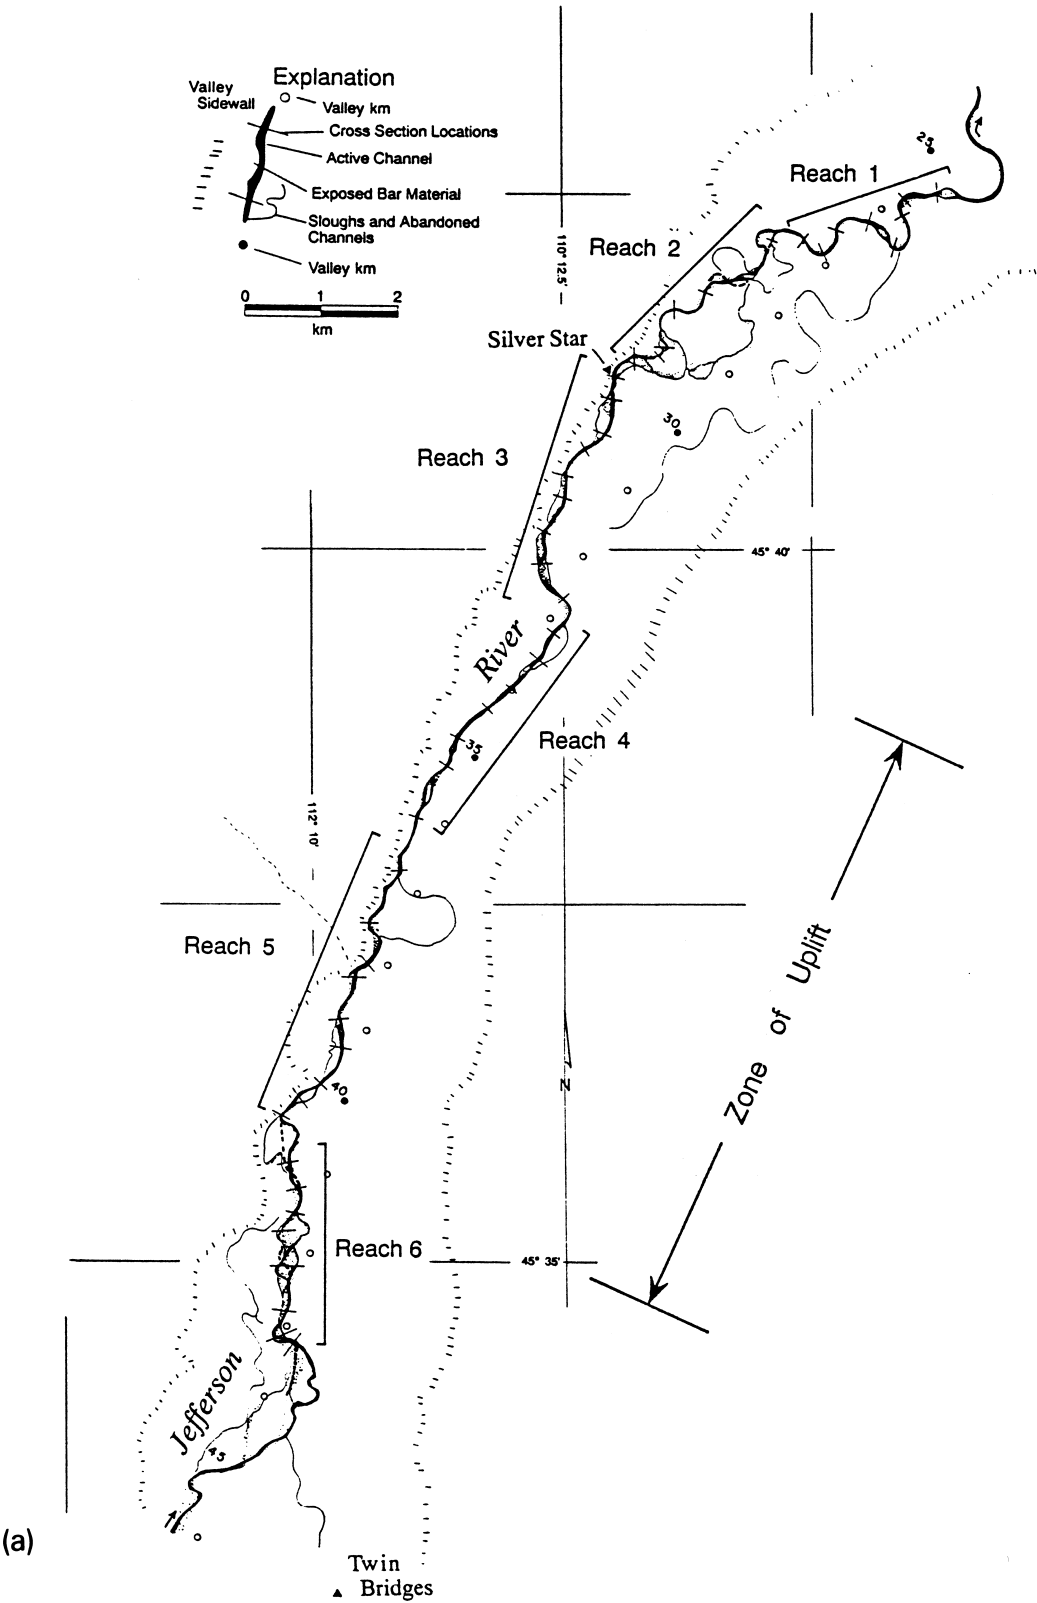 Explanation
Valley
Sidewall
Valley km
Cross Section Locations
Active Channel
Exposed Bar Material
Sloughs and Abandoned
Channels
Valley km
0 1 2
km
25
Reach 1
Reach 2
110° 12.5'
Silver Star
30
Reach 3
45° 40'
River
Reach 4
35
112° 10'
Reach 5
Zone of Uplift
40
N
Reach 6
45° 35'
Jefferson
45
(a)
Twin
Bridges